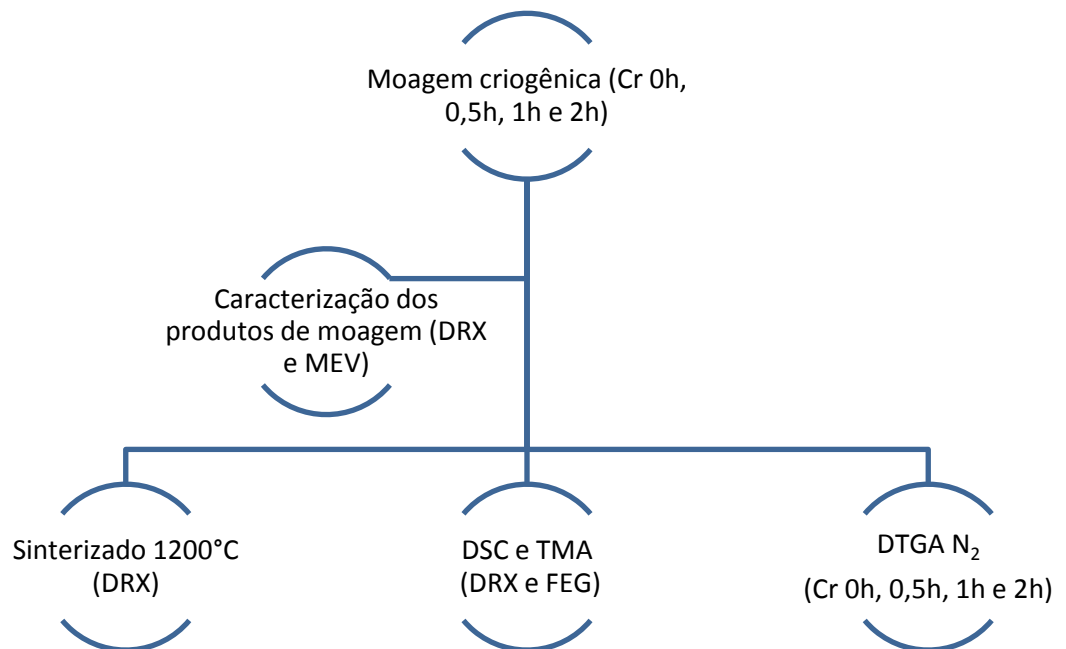 Moagem criogênica (Cr 0h,
0,5h, 1h e 2h)
Caracterização dos
produtos de moagem (DRX
e MEV)
Sinterizado 1200°C
(DRX)
DSC e TMA
(DRX e FEG)
DTGA N₂
(Cr 0h, 0,5h, 1h e 2h)